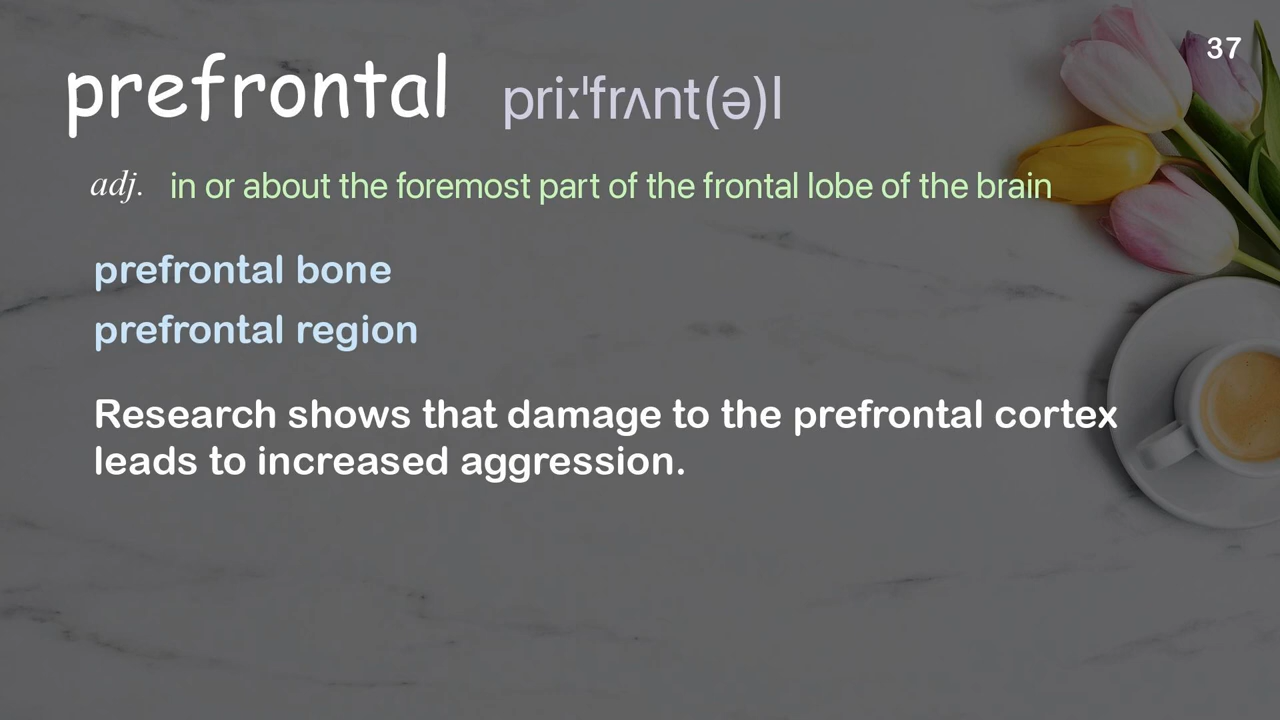 37
prefrontal priːˈfrʌnt(ə)l
adj. in or about the foremost part of the frontal lobe of the brain
prefrontal bone
prefrontal region
Research shows that damage to the prefrontal cortex
leads to increased aggression.